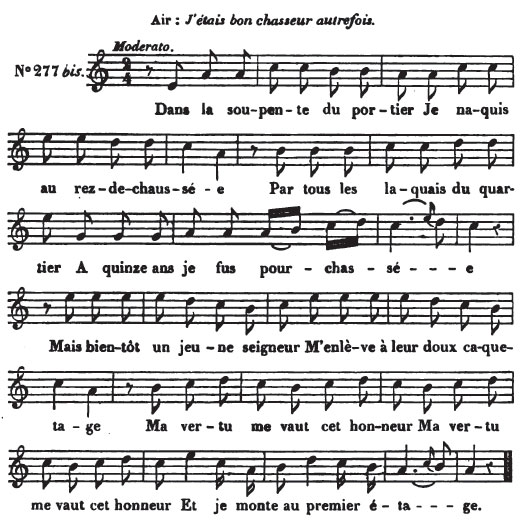 Air : J'étais bon chasseur autrefois.
Moderato.
Nº 277 bis.
2 4
Dans la sou-pen-te du por-tier Je na-quis
au rez-de-chaus-sé-e Par tous les la-quais du quar-
tier A quinze ans je fus pour-chas-sé---e
Mais bien-tôt un jeu-ne seigneur M'enlè-ve à leur doux ca-que-
ta-ge Ma ver-tu me vaut cet hon-neur Ma ver-tu
me vaut cet honneur Et je monte au premier é-ta---ge.